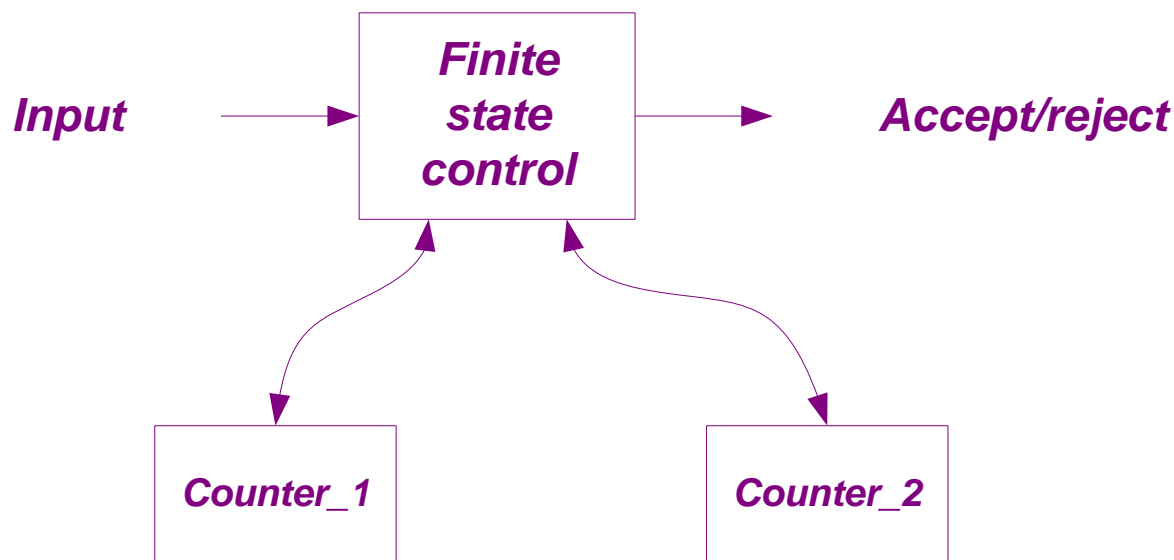 Finite
state
control
Input
Accept/reject
Counter_1
Counter_2